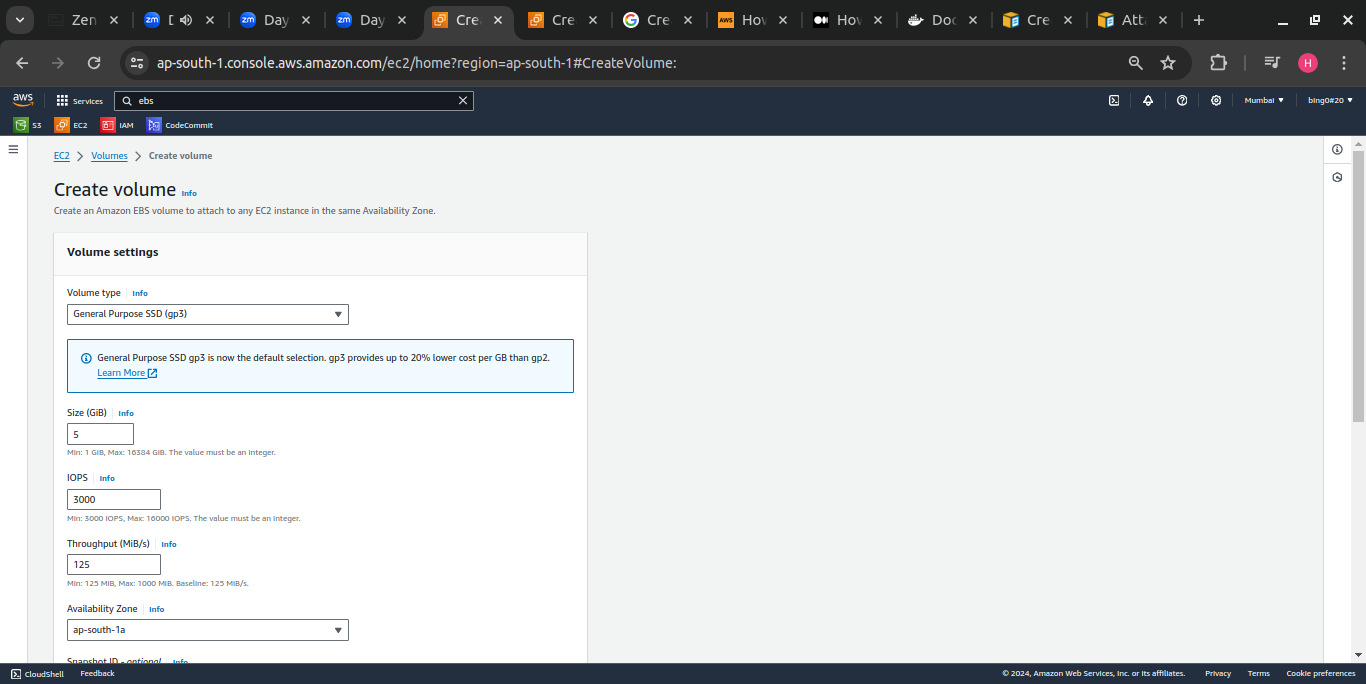 Zen
zm
zm Day
zm Day
Cre
Cre
Cre
aws How
How
Doc
Cre
Att
ap-south-1.console.aws.amazon.com/ec2/home?region=ap-south-1#CreateVolume:
H
aws Services ebs Mumbai bing0#20
S3 EC2 IAM CodeCommit
EC2 Volumes Create volume
Create volume Info
Create an Amazon EBS volume to attach to any EC2 instance in the same Availability Zone.
Volume settings
Volume type Info
General Purpose SSD (gp3)
General Purpose SSD gp3 is now the default selection. gp3 provides up to 20% lower cost per GB than gp2.
Learn More
Size (GiB) Info
5
Min: 1 GiB, Max: 16384 GiB. The value must be an integer.
IOPS Info
3000
Min: 3000 IOPS, Max: 16000 IOPS. The value must be an integer.
Throughput (MiB/s) Info
125
Min: 125 MiB, Max: 1000 MiB. Baseline: 125 MiB/s.
Availability Zone Info
ap-south-1a
Snapshot ID - optional Info
CloudShell Feedback © 2024, Amazon Web Services, Inc. or its affiliates. Privacy Terms Cookie preferences